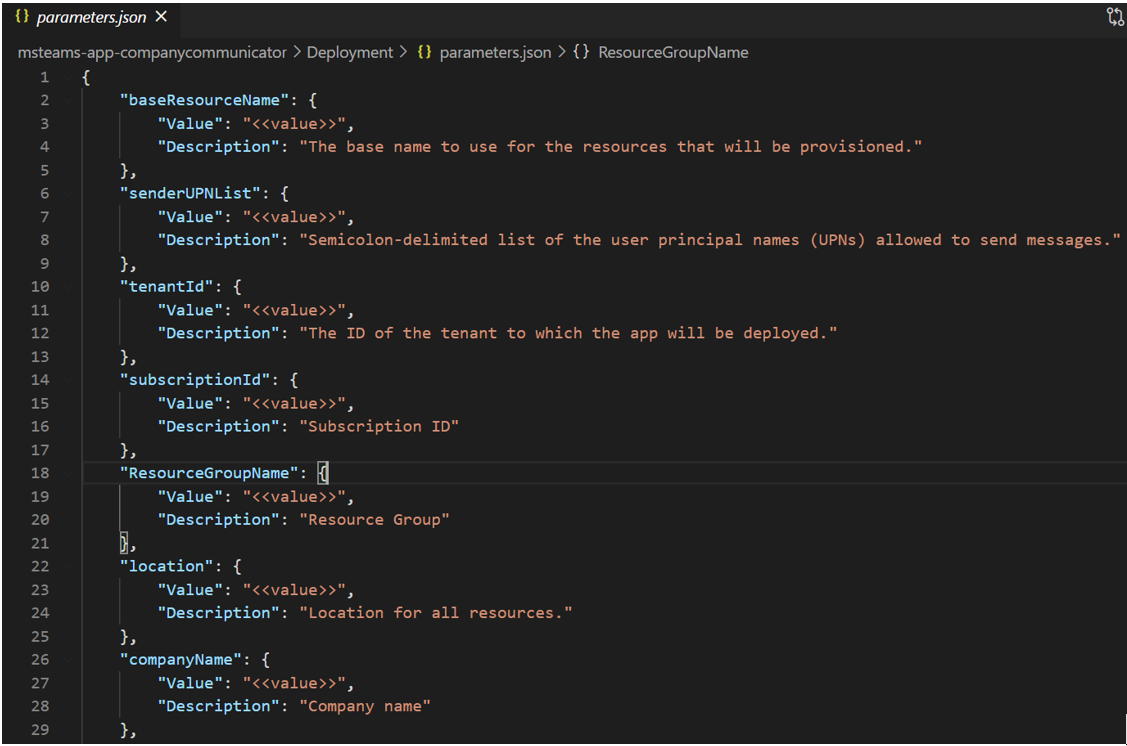 {} parameters.json ×
msteams-app-companycommunicator > Deployment > {} parameters.json > {} ResourceGroupName
1 {
2 "baseResourceName": {
3 "Value": "<<value>>",
4 "Description": "The base name to use for the resources that will be provisioned."
5 },
6 "senderUPNList": {
7 "Value": "<<value>>",
8 "Description": "Semicolon-delimited list of the user principal names (UPNs) allowed to send messages."
9 },
10 "tenantId": {
11 "Value": "<<value>>",
12 "Description": "The ID of the tenant to which the app will be deployed."
13 },
14 "subscriptionId": {
15 "Value": "<<value>>",
16 "Description": "Subscription ID"
17 },
18 "ResourceGroupName": {
19 "Value": "<<value>>",
20 "Description": "Resource Group"
21 },
22 "location": {
23 "Value": "<<value>>",
24 "Description": "Location for all resources."
25 },
26 "companyName": {
27 "Value": "<<value>>",
28 "Description": "Company name"
29 },